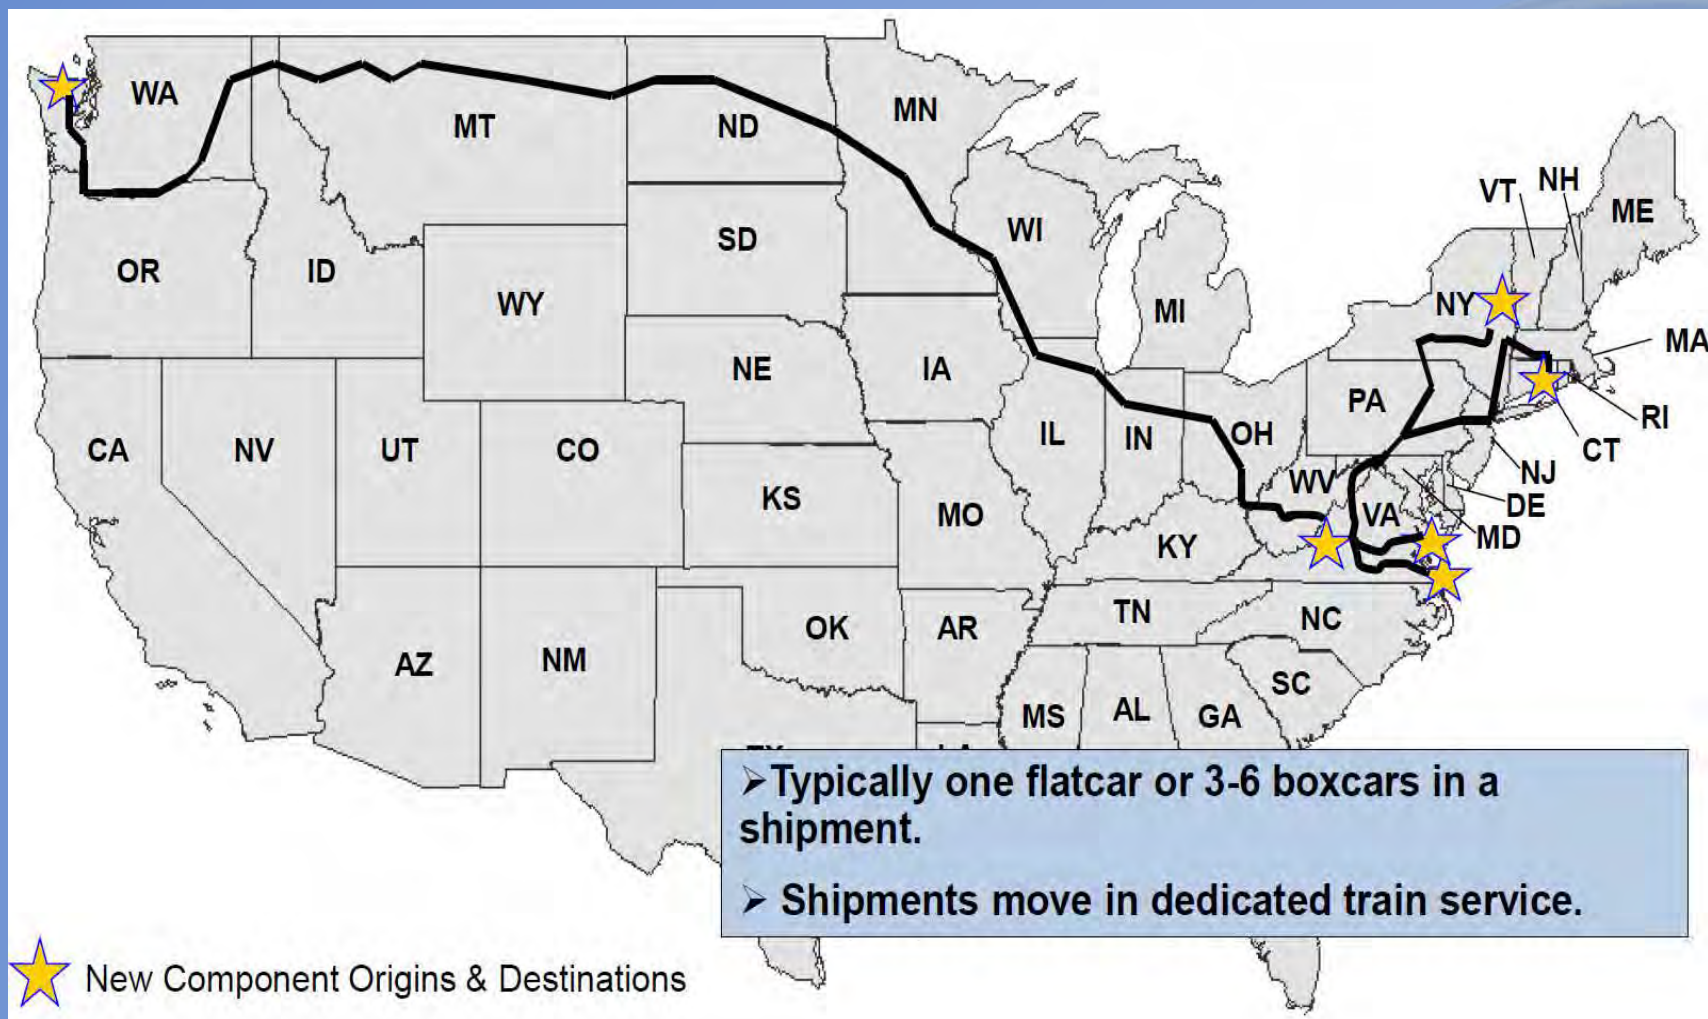 WA
MT
ND
MN
VT
NH
ME
OR
ID
WY
SD
WI
MI
NY
MA
NE
IA
PA
RI
CA
NV
UT
CO
IL
IN
OH
CT
NJ
KS
MO
WV
VA
DE
MD
KY
AZ
NM
OK
AR
TN
NC
SC
MS
AL
GA
➢Typically one flatcar or 3-6 boxcars in a
shipment.
➢ Shipments move in dedicated train service.
New Component Origins & Destinations